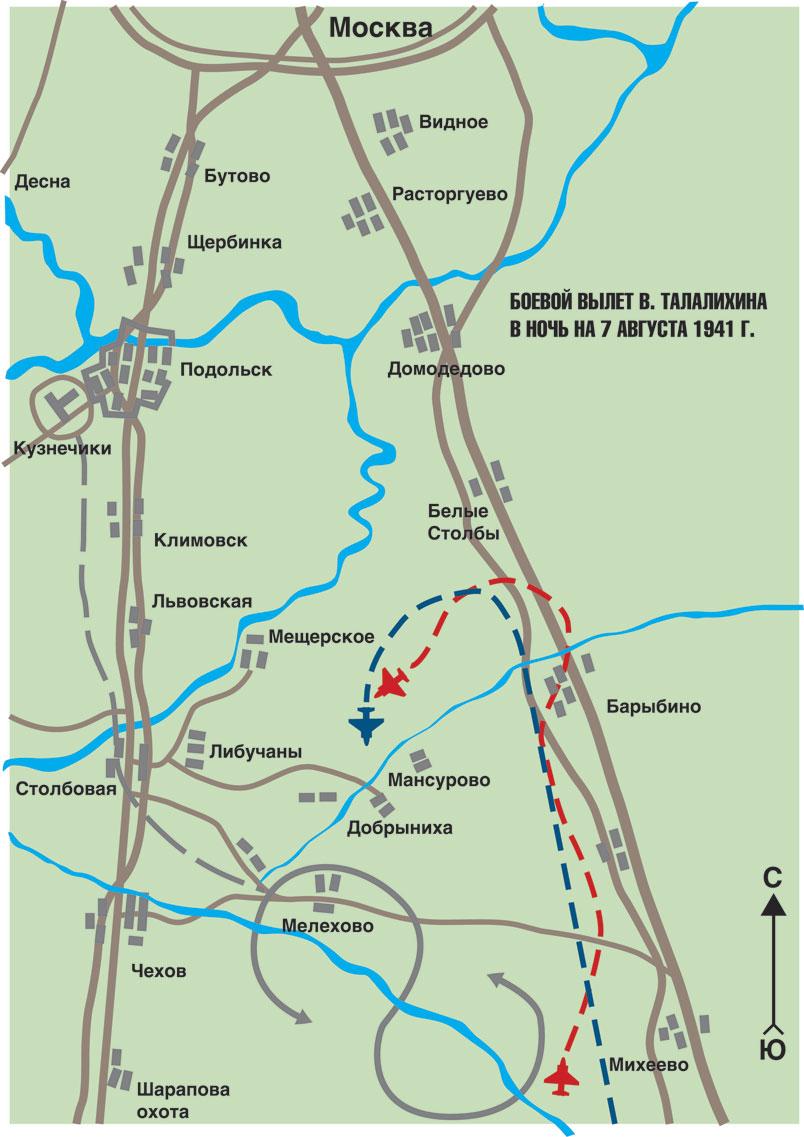 Москва
Видное
Бутово
Десна
Расторгуево
Щербинка
БОЕВОЙ ВЫЛЕТ В. ТАЛАЛИХИНА
В НОЧЬ НА 7 АВГУСТА 1941 Г.
Подольск
Домодедово
Кузнечики
Белые
Столбы
Климовск
Львовская
Мещерское
Барыбино
Либучаны
Мансурово
Столбовая
Добрыниха
С
Мелехово
Чехов
Ю
Михеево
Шарапова
охота